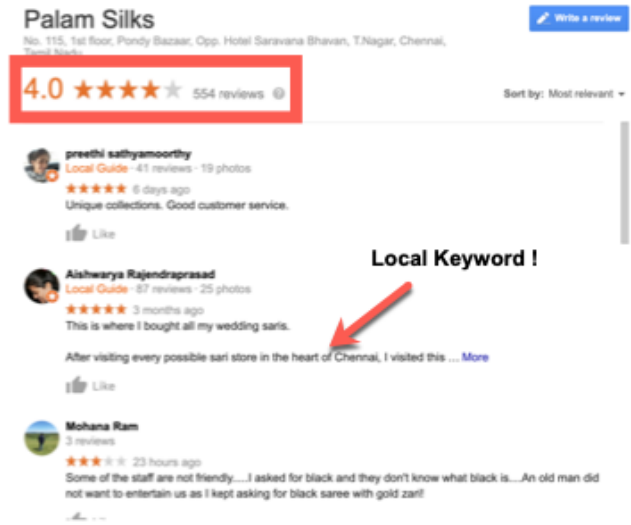 Palam Silks
Write a review
No. 115, 1st floor, Pondy Bazaar, Opp. Hotel Saravana Bhavan, T.Nagar, Chennai,
Tamil Nadu
4.0 ★★★★★ 554 reviews
Sort by: Most relevant
preethi sathyamoorthy
Local Guide · 41 reviews · 19 photos
6 days ago
Unique collections. Good customer service.
Like
Local Keyword !
Aishwarya Rajendraprasad
Local Guide · 87 reviews · 25 photos
3 months ago
This is where I bought all my wedding saris.
After visiting every possible sari store in the heart of Chennai, I visited this … More
Like
Mohana Ram
3 reviews
23 hours ago
Some of the staff are not friendly.....I asked for black and they don't know what black is....An old man did
not want to entertain us as I kept asking for black saree with gold zari!